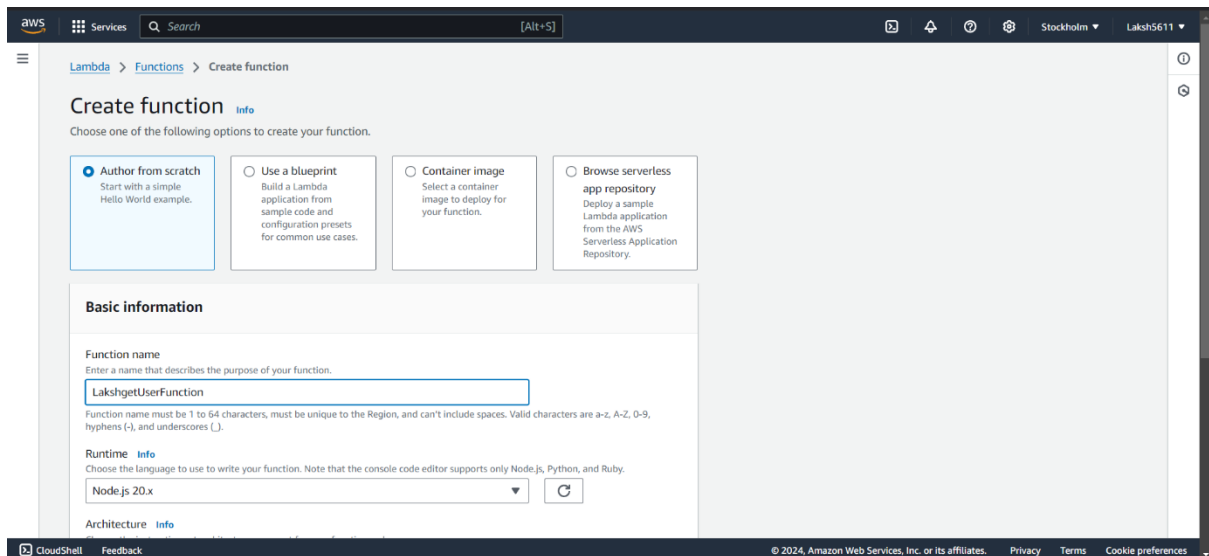 aws
Services
Search
[Alt+S]
Stockholm
Laksh5611
Lambda > Functions > Create function
Create function Info
Choose one of the following options to create your function.
Author from scratch
Start with a simple
Hello World example.
Use a blueprint
Build a Lambda
application from
sample code and
configuration presets
for common use cases.
Container image
Select a container
image to deploy for
your function.
Browse serverless
app repository
Deploy a sample
Lambda application
from the AWS
Serverless Application
Repository.
Basic information
Function name
Enter a name that describes the purpose of your function.
LakshgetUserFunction
Function name must be 1 to 64 characters, must be unique to the Region, and can't include spaces. Valid characters are a-z, A-Z, 0-9,
hyphens (-), and underscores (_).
Runtime Info
Choose the language to use to write your function. Note that the console code editor supports only Node.js, Python, and Ruby.
Node.js 20.x
Architecture Info
CloudShell Feedback
© 2024, Amazon Web Services, Inc. or its affiliates. Privacy Terms Cookie preferences